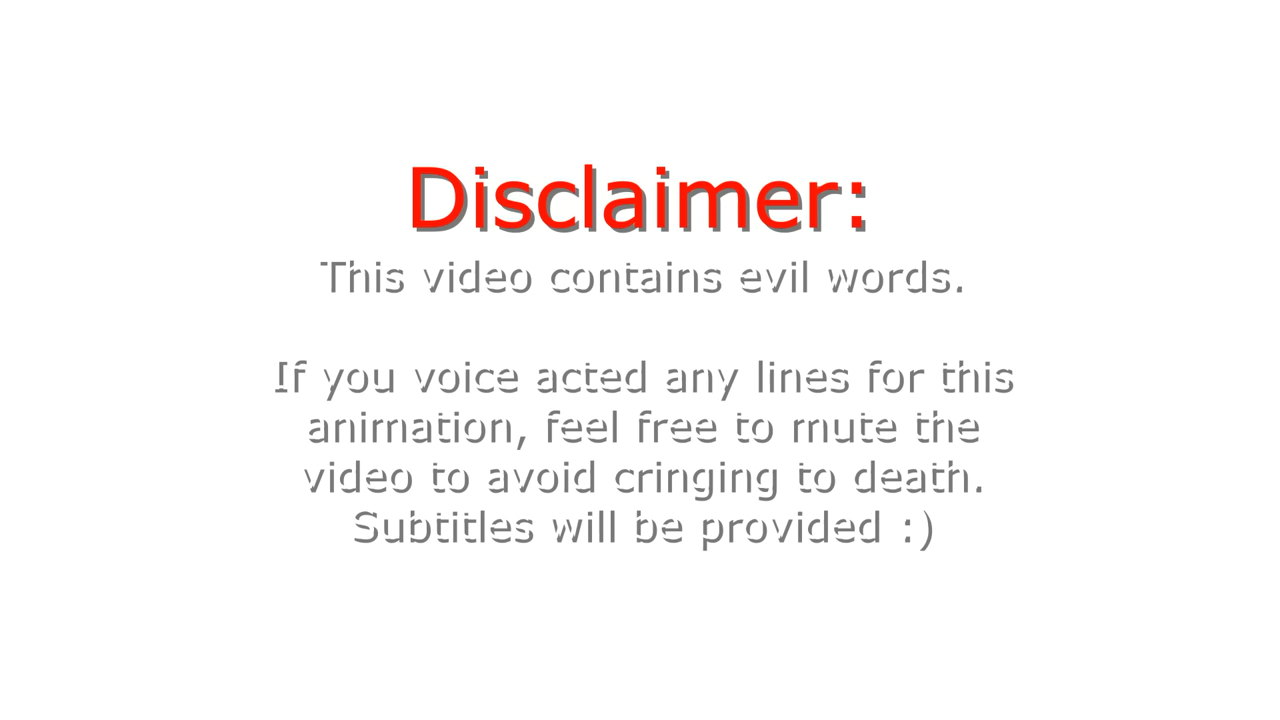 Disclaimer:
This video contains evil words.
If you voice acted any lines for this
animation, feel free to mute the
video to avoid cringing to death.
Subtitles will be provided :)